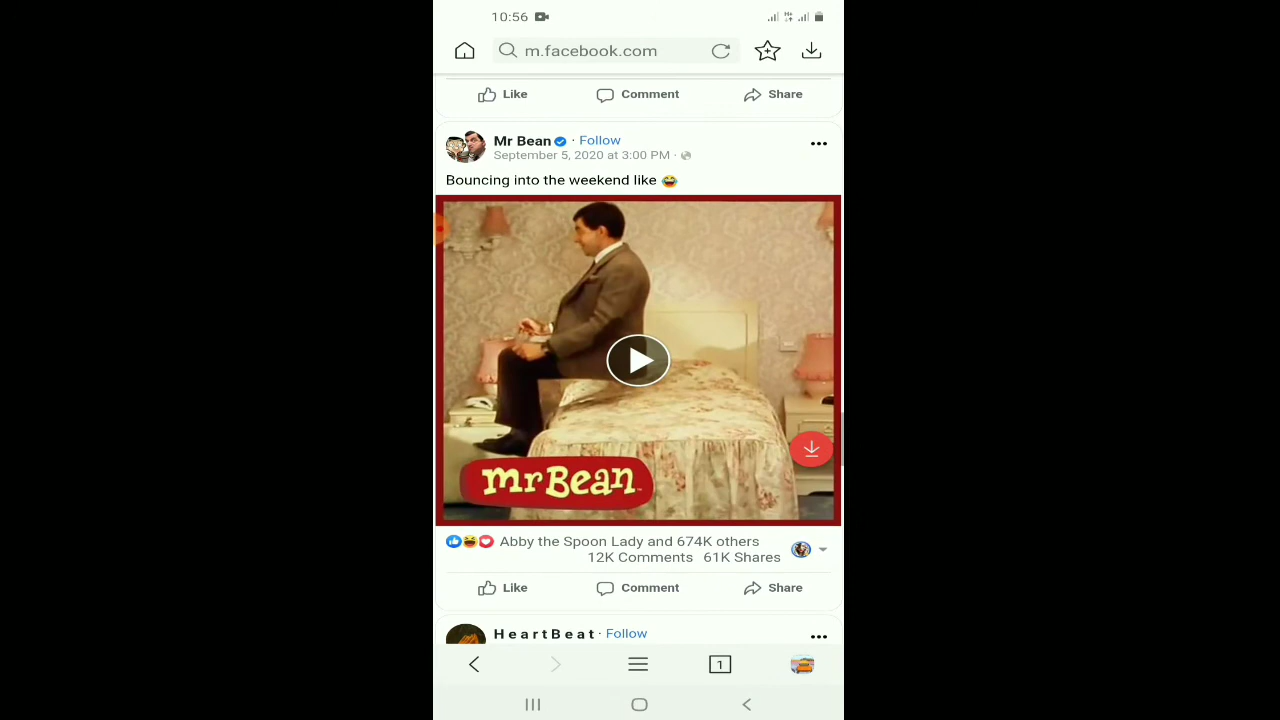 10:56
m.facebook.com
Like Comment Share
Mr Bean · Follow
September 5, 2020 at 3:00 PM ·
Bouncing into the weekend like 😂
mr Bean
Abby the Spoon Lady and 674K others
12K Comments 61K Shares
Like Comment Share
HeartBeat · Follow
1